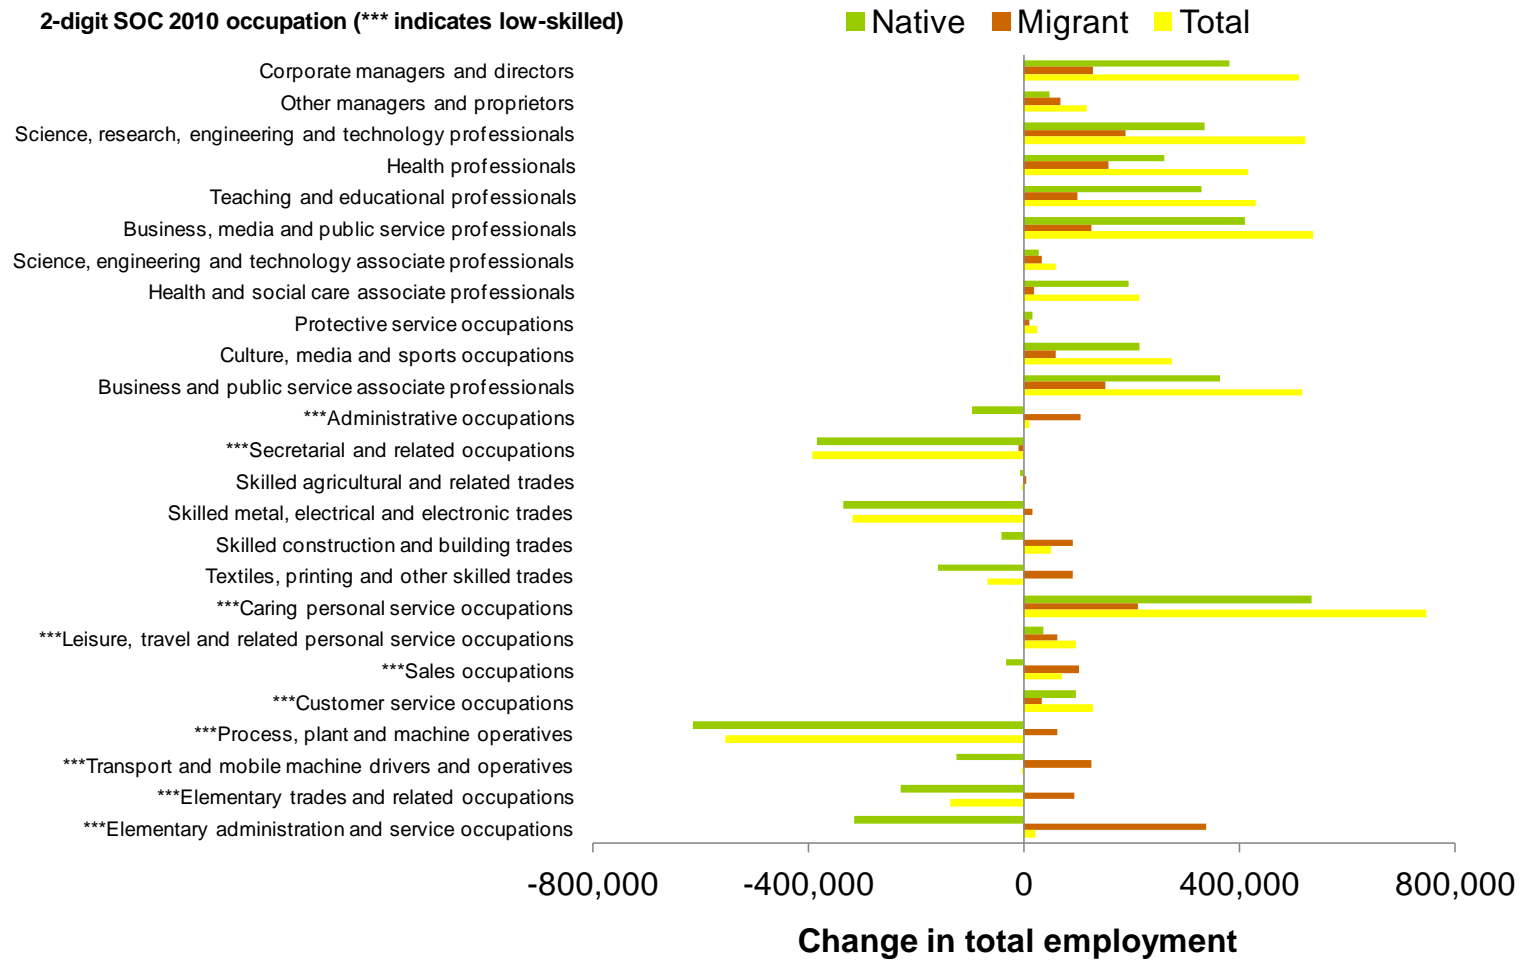 2-digit SOC 2010 occupation (*** indicates low-skilled)
Native Migrant Total
Corporate managers and directors
Other managers and proprietors
Science, research, engineering and technology professionals
Health professionals
Teaching and educational professionals
Business, media and public service professionals
Science, engineering and technology associate professionals
Health and social care associate professionals
Protective service occupations
Culture, media and sports occupations
Business and public service associate professionals
***Administrative occupations
***Secretarial and related occupations
Skilled agricultural and related trades
Skilled metal, electrical and electronic trades
Skilled construction and building trades
Textiles, printing and other skilled trades
***Caring personal service occupations
***Leisure, travel and related personal service occupations
***Sales occupations
***Customer service occupations
***Process, plant and machine operatives
***Transport and mobile machine drivers and operatives
***Elementary trades and related occupations
***Elementary administration and service occupations
-800,000 -400,000 0 400,000 800,000
Change in total employment